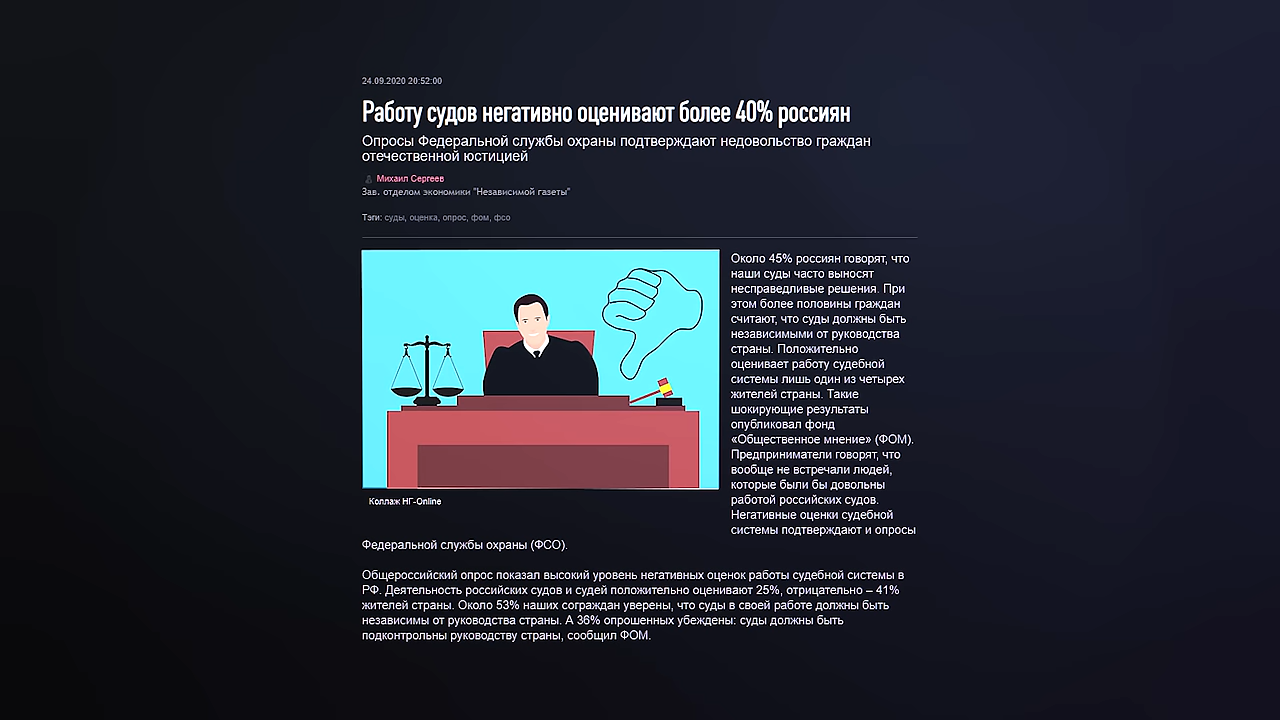 24.09.2020 20:52:00
Работу судов негативно оценивают более 40% россиян
Опросы Федеральной службы охраны подтверждают недовольство граждан
отечественной юстицией
Михаил Сергеев
Зав. отделом экономики "Независимой газеты"
Тэги: суды, оценка, опрос, фом, фсо
Около 45% россиян говорят, что
наши суды часто выносят
несправедливые решения. При
этом более половины граждан
считают, что суды должны быть
независимыми от руководства
страны. Положительно
оценивает работу судебной
системы лишь один из четырех
жителей страны. Такие
шокирующие результаты
опубликовал фонд
«Общественное мнение» (ФОМ).
Предприниматели говорят, что
вообще не встречали людей,
которые были бы довольны
работой российских судов.
Негативные оценки судебной
системы подтверждают и опросы
Коллаж НГ-Online
Федеральной службы охраны (ФСО).
Общероссийский опрос показал высокий уровень негативных оценок работы судебной системы в
РФ. Деятельность российских судов и судей положительно оценивают 25%, отрицательно – 41%
жителей страны. Около 53% наших сограждан уверены, что суды в своей работе должны быть
независимы от руководства страны. А 36% опрошенных убеждены: суды должны быть
подконтрольны руководству страны, сообщил ФОМ.